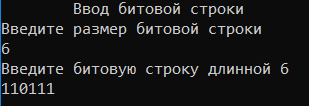 Ввод битовой строки
Введите размер битовой строки
6
Введите битовую строку длинной 6
110111